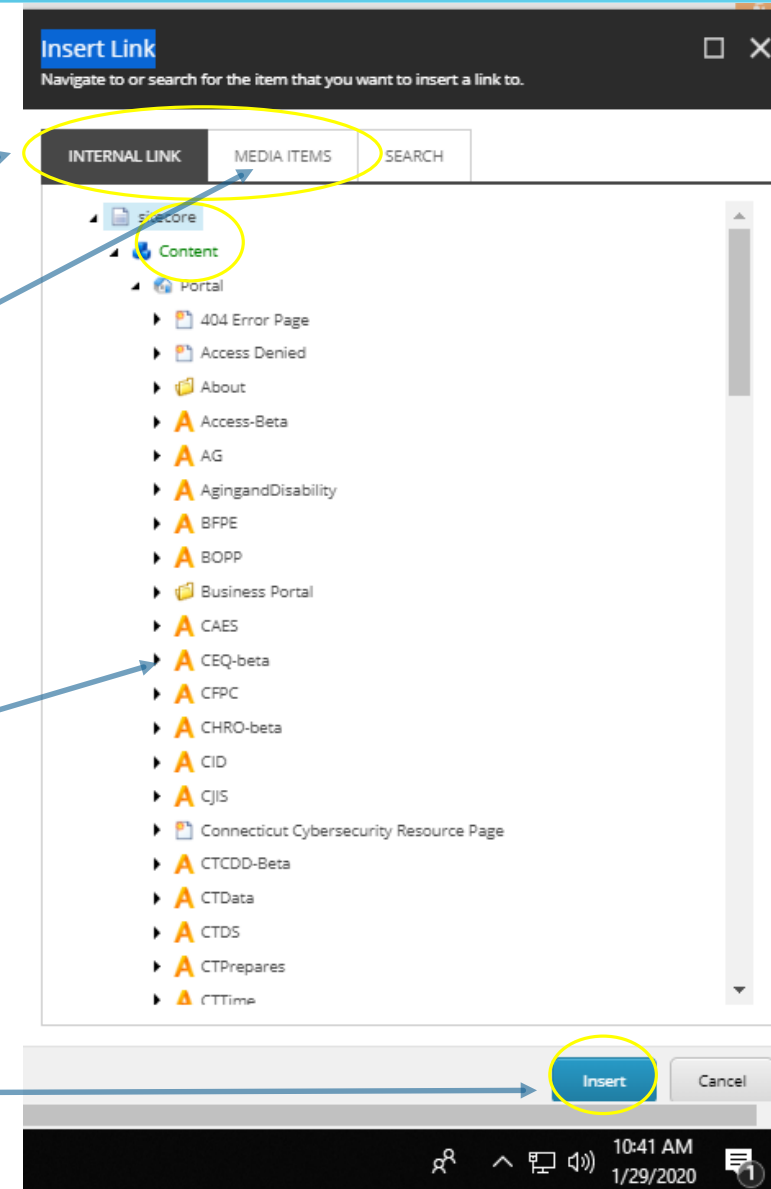 Insert Link
Navigate to or search for the item that you want to insert a link to.
INTERNAL LINK MEDIA ITEMS SEARCH
sitecore
Content
Portal
404 Error Page
Access Denied
About
Access-Beta
AG
AgingandDisability
BFPE
BOPP
Business Portal
CAES
CEQ-beta
CFPC
CHRO-beta
CID
CJIS
Connecticut Cybersecurity Resource Page
CTCDD-Beta
CTData
CTDS
CTPrepares
CTTime
Insert Cancel
10:41 AM
1/29/2020
1